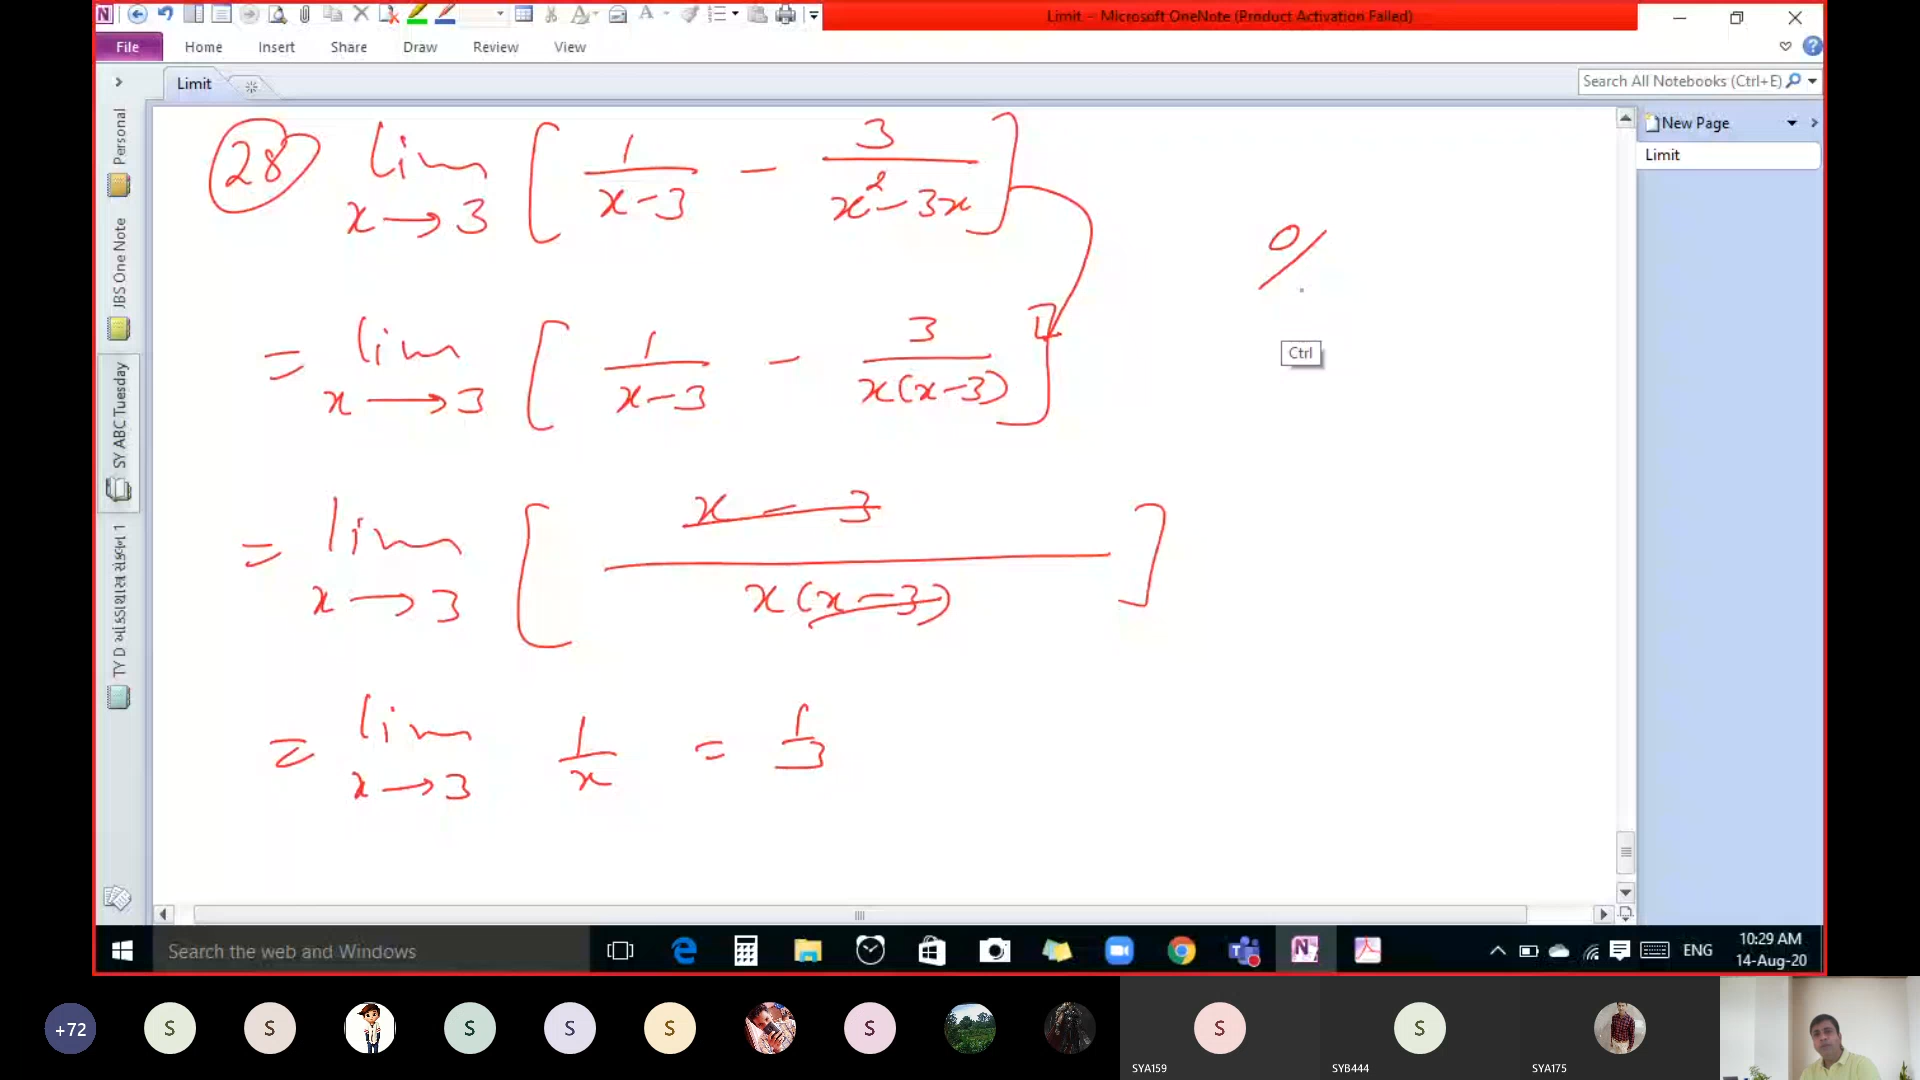 Limit - Microsoft OneNote (Product Activation Failed)
File Home Insert Share Draw Review View
Limit
Search All Notebooks (Ctrl+E)
New Page
Limit
Personal
JBS One Note
SY ABC Tuesday
28 lim x→3 [ 1/(x-3) - 3/(x²-3x) ]
0/
Ctrl
= lim x→3 [ 1/(x-3) - 3/(x(x-3)) ]
= lim x→3 [ (x-3)/(x(x-3)) ]
= lim x→3 1/x = 1/3
Search the web and Windows
ENG
10:29 AM
14-Aug-20
+72 S S S S S S S S
SYA159 SYB444 SYA175